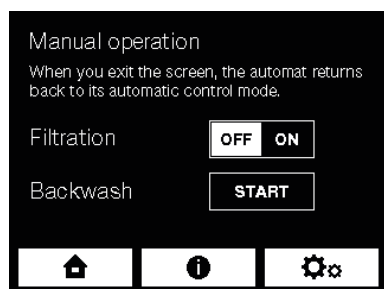 Manual operation
When you exit the screen, the automat returns
back to its automatic control mode.
Filtration OFF ON
Backwash START